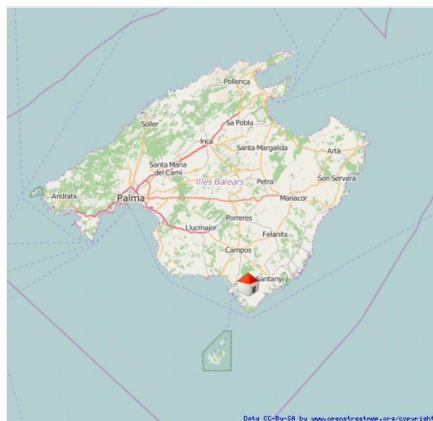 Pollença
Sa Pobla
Sóller
Inca
Santa Margalida
Artà
Santa Maria
del Camí
Illes Balears
Petra
Son Servera
Andratx
Palma
Manacor
Porreres
Llucmajor
Felanitx
Campos
Santanyí
Data CC-By-SA by www.openstreetmap.org/copyright